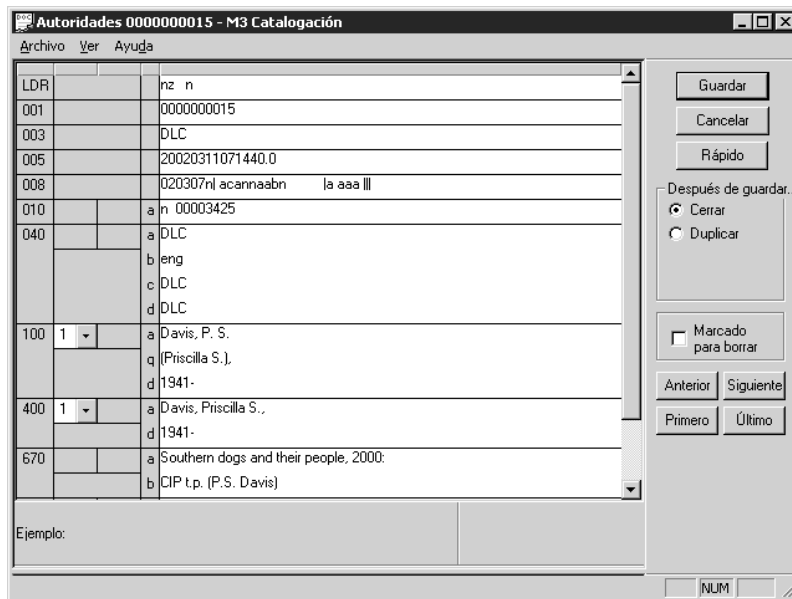 Autoridades 0000000015 - M3 Catalogación
Archivo Ver Ayuda
LDR nz n
001 0000000015
003 DLC
005 20020311071440.0
008 020307n| acannaabn |a aaa |||
010 a n 00003425
040 a DLC
b eng
c DLC
d DLC
100 1 a Davis, P. S.
q (Priscilla S.),
d 1941-
400 1 a Davis, Priscilla S.,
d 1941-
670 a Southern dogs and their people, 2000:
b CIP t.p. (P.S. Davis)
Ejemplo:
Guardar
Cancelar
Rápido
Después de guardar..
Cerrar
Duplicar
Marcado
para borrar
Anterior Siguiente
Primero Último
NUM